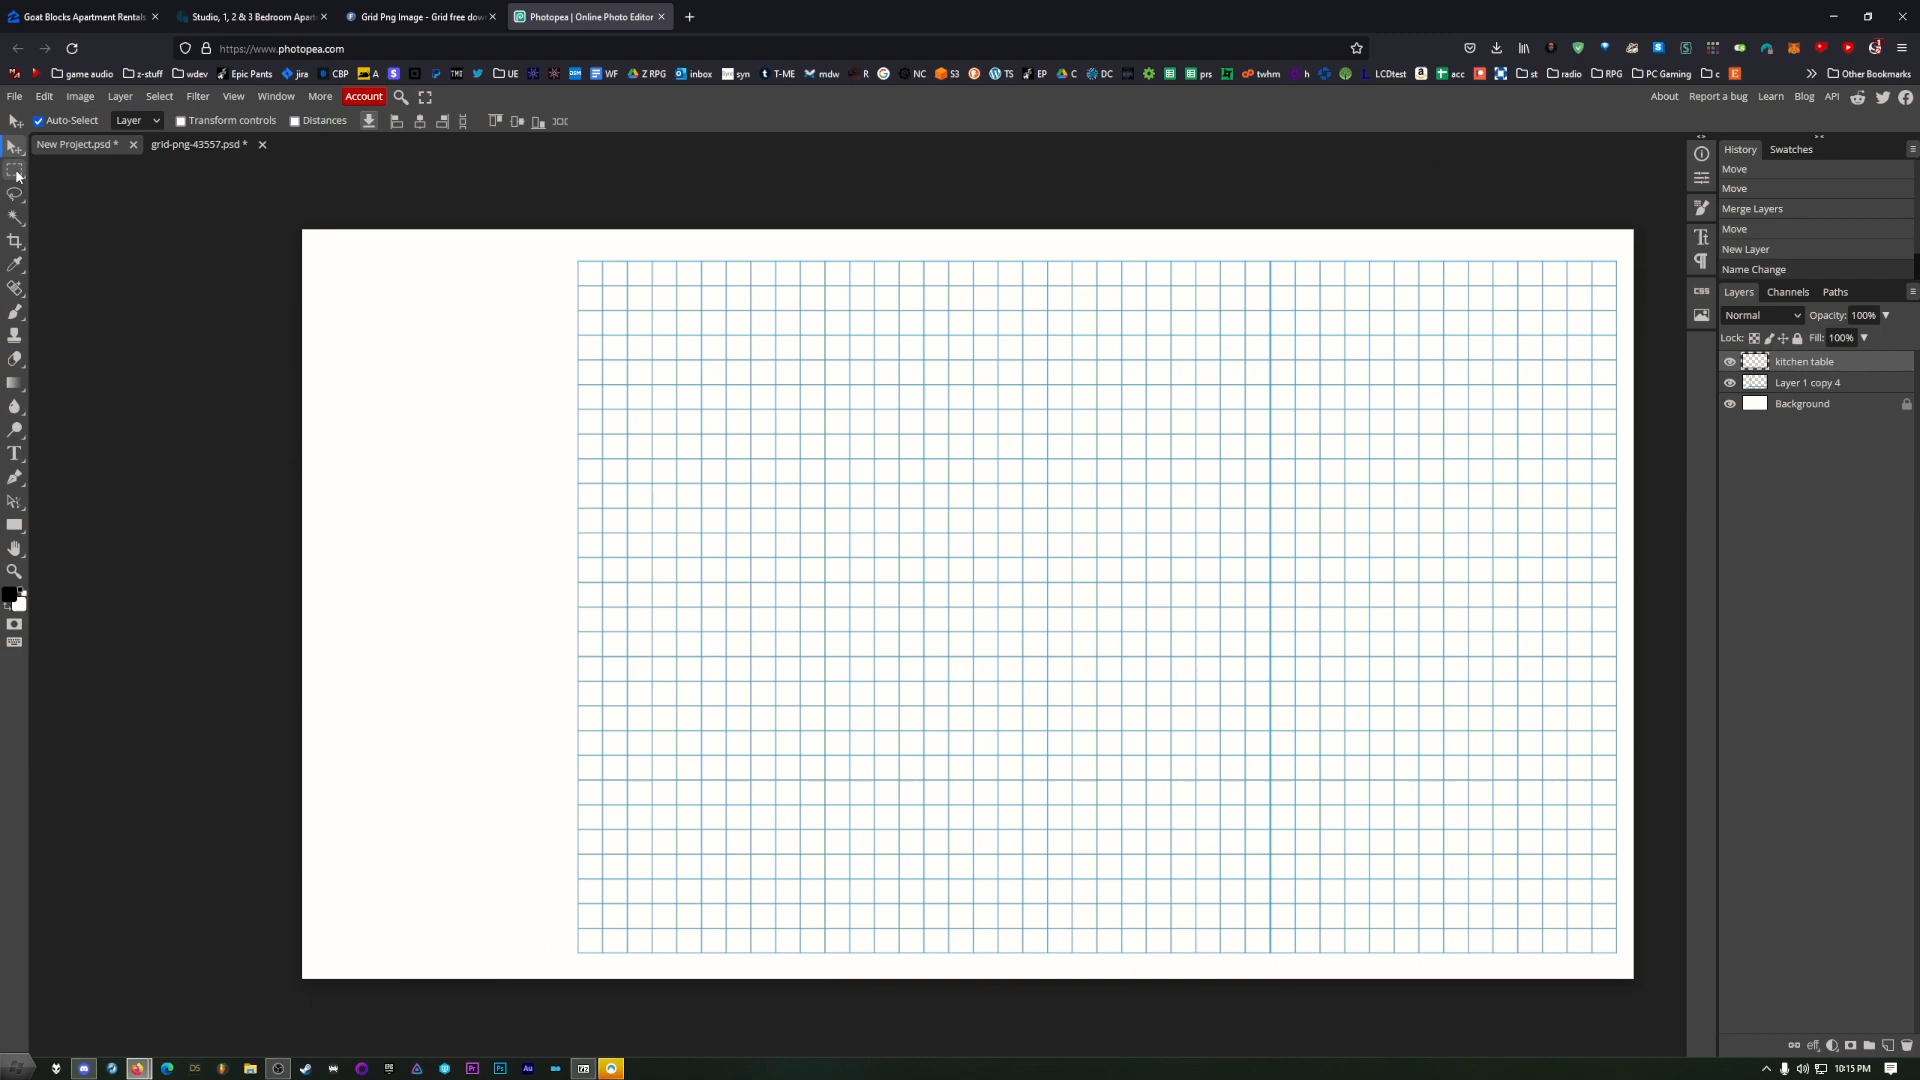 Goat Blocks Apartment Rentals
Studio, 1, 2 & 3 Bedroom Apart
Grid Png Image - Grid free dow
Photopea | Online Photo Editor
https://www.photopea.com
game audio
z-stuff
wdev
Epic Pants
jira
CBP
A
UE
WF
Z RPG
inbox
syn
T-ME
mdw
R
NC
S3
TS
EP
C
DC
prs
twhm
h
LCDtest
acc
st
radio
RPG
PC Gaming
c
Other Bookmarks
File Edit Image Layer Select Filter View Window More Account
About Report a bug Learn Blog API
Auto-Select Layer Transform controls Distances
New Project.psd *
grid-png-43557.psd *
History Swatches
Move
Move
Merge Layers
Move
New Layer
Name Change
CSS
Layers Channels Paths
Normal Opacity: 100%
Lock: Fill: 100%
kitchen table
Layer 1 copy 4
Background
eff
10:15 PM